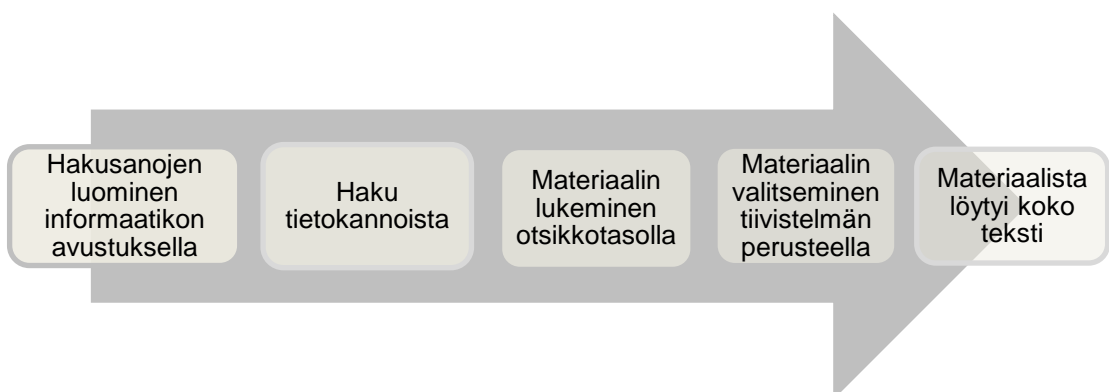 Hakusanojen
luominen
informaatikon
avustuksella
Haku
tietokannoista
Materiaalin
lukeminen
otsikkotasolla
Materiaalin
valitseminen
tiivistelmän
perusteella
Materiaalista
löytyi koko
teksti